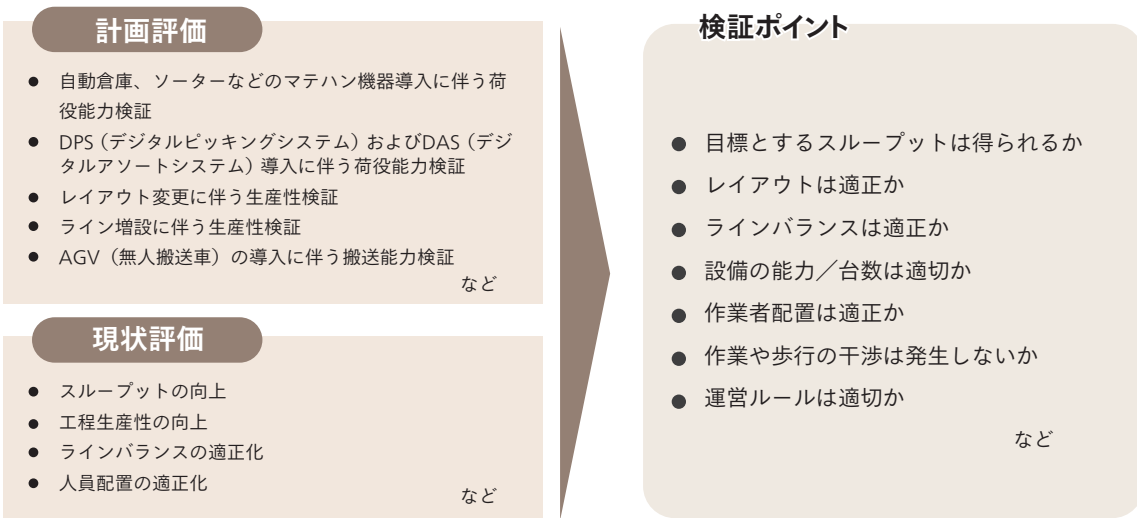 計画評価
● 自動倉庫、ソーターなどのマテハン機器導入に伴う荷
役能力検証
● DPS（デジタルピッキングシステム）およびDAS（デジ
タルアソートシステム）導入に伴う荷役能力検証
● レイアウト変更に伴う生産性検証
● ライン増設に伴う生産性検証
● AGV（無人搬送車）の導入に伴う搬送能力検証
など
現状評価
● スループットの向上
● 工程生産性の向上
● ラインバランスの適正化
● 人員配置の適正化
など
検証ポイント
● 目標とするスループットは得られるか
● レイアウトは適正か
● ラインバランスは適正か
● 設備の能力／台数は適切か
● 作業者配置は適正か
● 作業や歩行の干渉は発生しないか
● 運営ルールは適切か
など